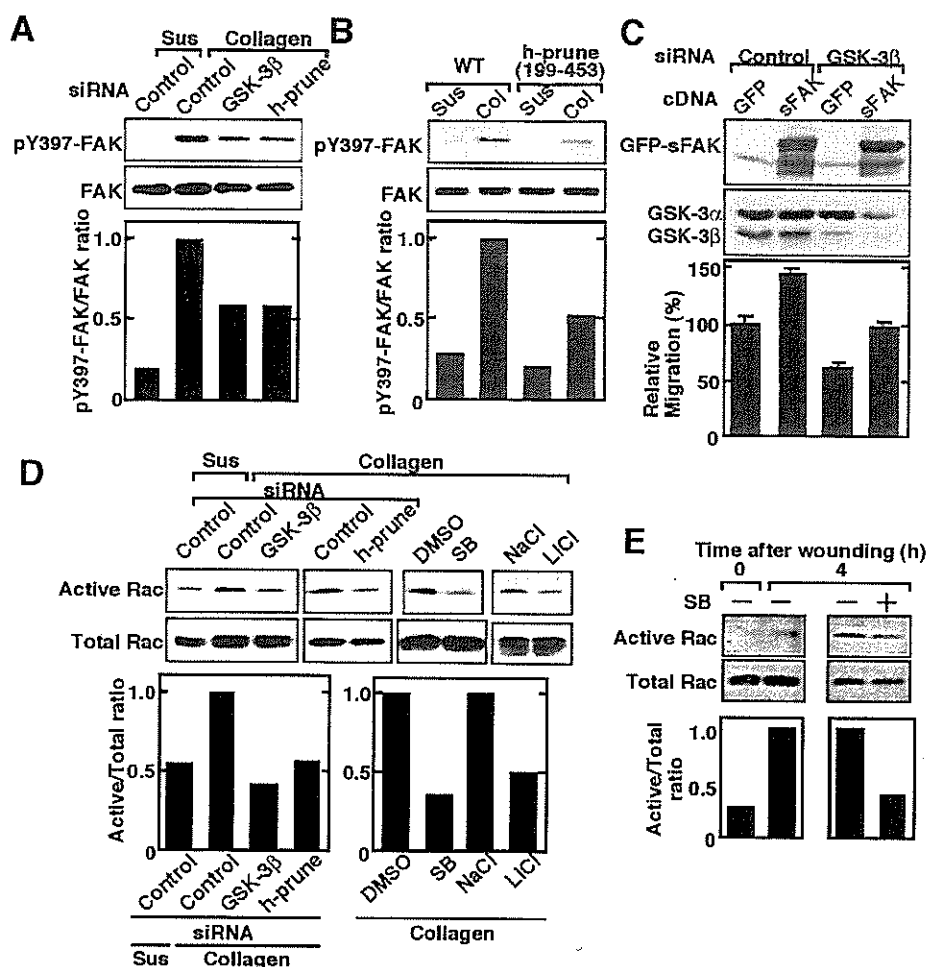 A
Sus Collagen
siRNA Control Control GSK-3β h-prune
pY397-FAK
FAK
pY397-FAK/FAK ratio
1.0
0.5
0
B
WT h-prune (199-453)
Sus Col Sus Col
pY397-FAK
FAK
pY397-FAK/FAK ratio
1.0
0.5
0
C
siRNA Control GSK-3β
cDNA GFP sFAK GFP sFAK
GFP-sFAK
GSK-3α
GSK-3β
Relative Migration (%)
150
100
50
0
D
Sus Collagen
siRNA
Control Control GSK-3β Control h-prune DMSO SB NaCl LiCl
Active Rac
Total Rac
Active/Total ratio
1.0
0.5
0
Control Control GSK-3β h-prune
siRNA
Sus Collagen
1.0
0.5
0
DMSO SB NaCl LiCl
Collagen
E
Time after wounding (h)
0 4
SB − − − +
Active Rac
Total Rac
Active/Total ratio
1.0
0.5
0